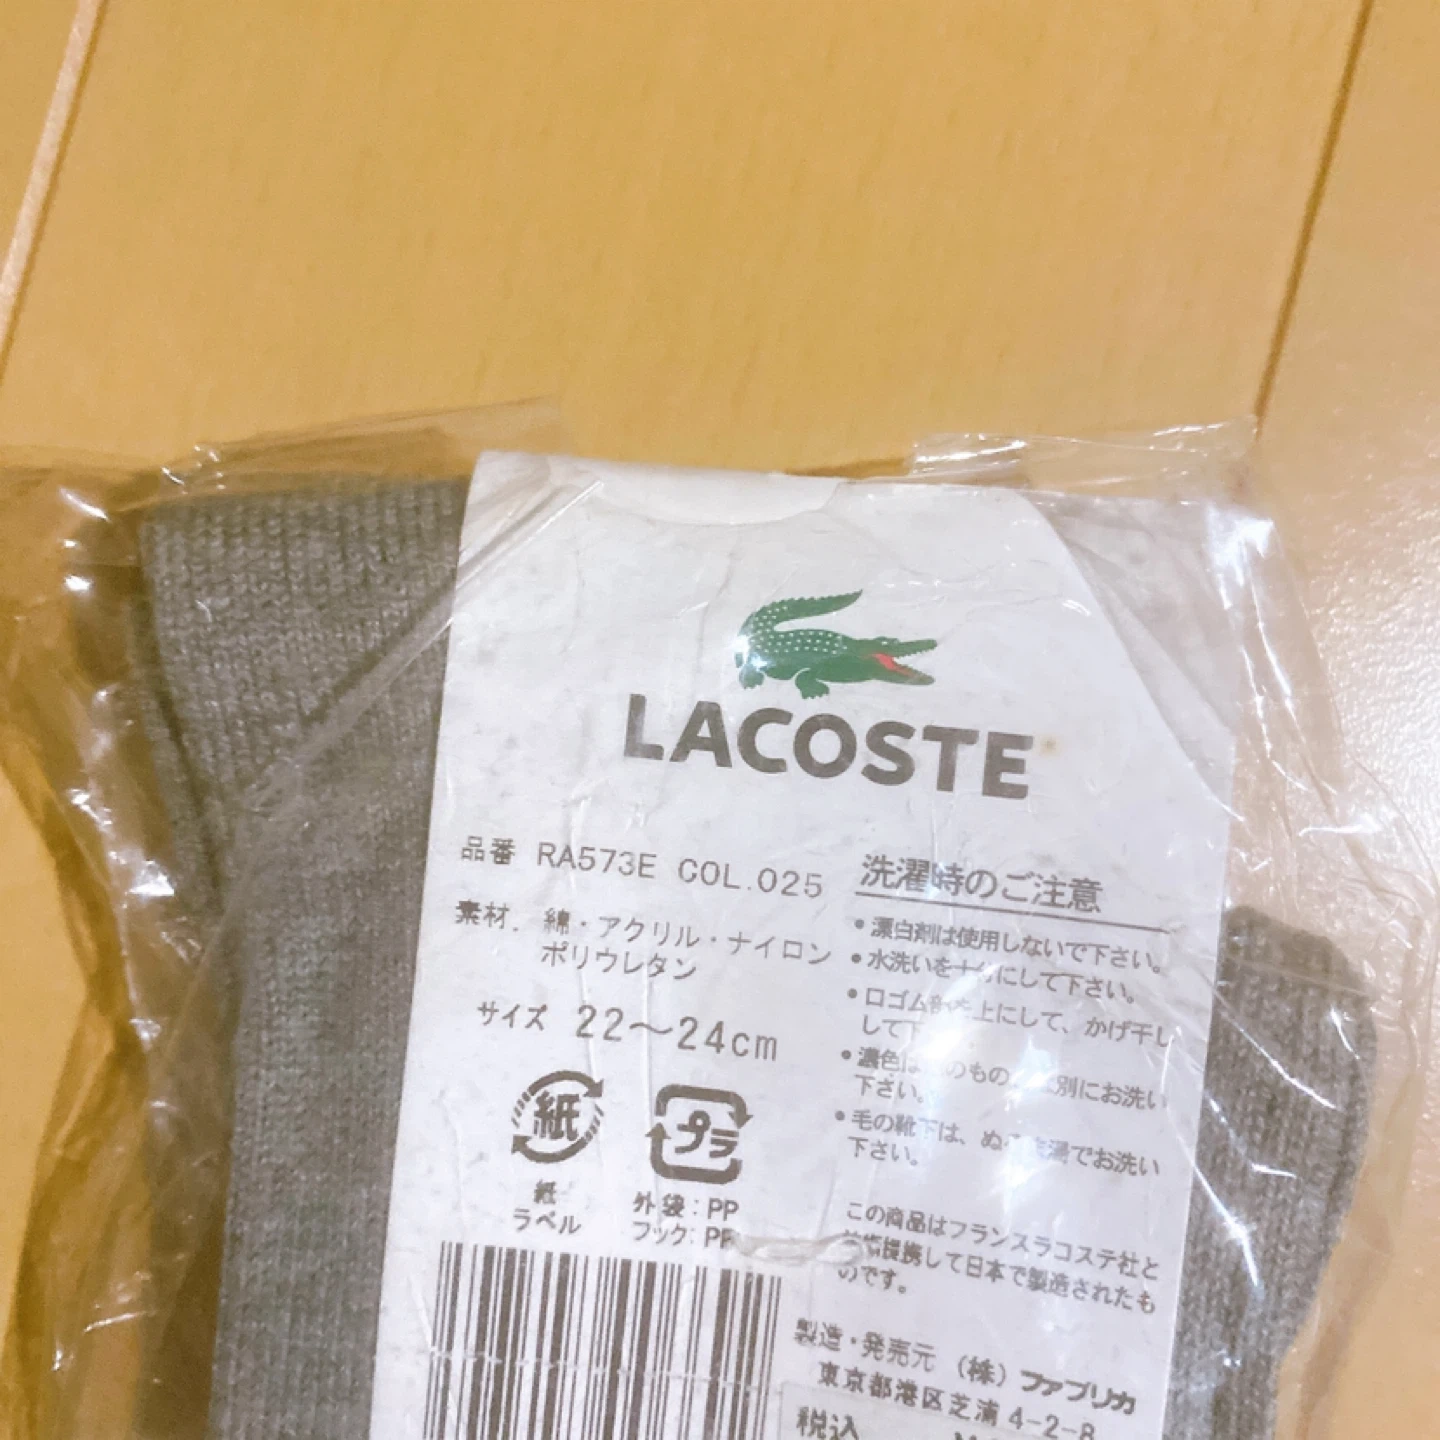 LACOSTE
品番 RA573E COL.025
素材. 綿・アクリル・ナイロン
ポリウレタン
サイズ 22～24cm
紙
紙
ラベル
プラ
外袋：PP
フック：PP
洗濯時のご注意
・漂白剤は使用しないで下さい。
・水洗いを十分にして下さい。
・口ゴム部を上にして、かげ干し
して下
・濃色は のもの 別にお洗い
下さい。
・毛の靴下は、ぬ 湯でお洗い
下さい。
この商品はフランスラコステ社と
技術提携して日本で製造されたも
のです。
製造・発売元 (株) ファブリカ
東京都港区芝浦 4-2-8
税込